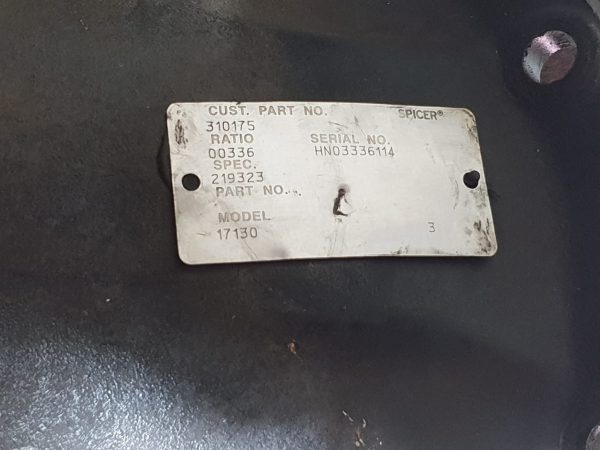 CUST. PART NO. SPICER®
310175
RATIO SERIAL NO.
00336 HN03336114
SPEC.
219323
PART NO.
MODEL
17130 3